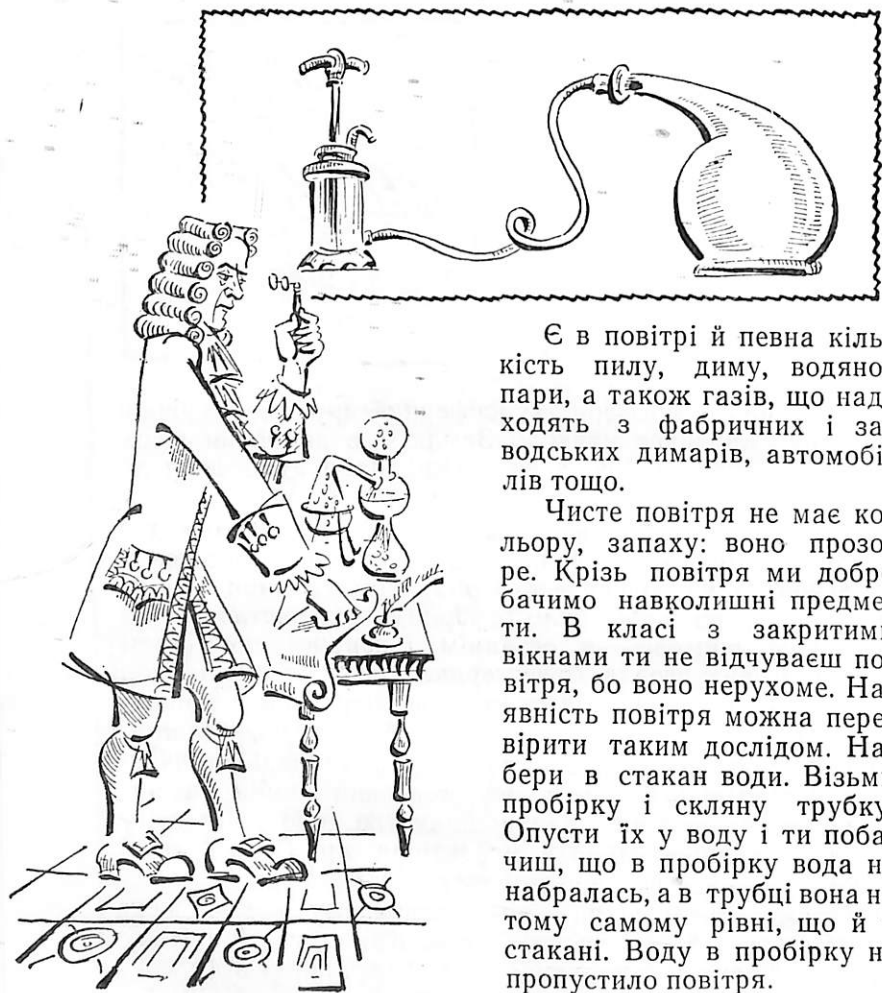 Є в повітрі й певна кіль
кість пилу, диму, водяно
пари, а також газів, що над
ходять з фабричних і за
водських димарів, автомобі
лів тощо.
Чисте повітря не має ко
льору, запаху: воно прозо
ре. Крізь повітря ми добр
бачимо навколишні предме
ти. В класі з закритим
вікнами ти не відчуваєш по
вітря, бо воно нерухоме. На
явність повітря можна пере
вірити таким дослідом. На
бери в стакан води. Візьм
пробірку і скляну трубку
Опусти їх у воду і ти поба
чиш, що в пробірку вода н
набралась, а в трубці вона н
тому самому рівні, що й
стакані. Воду в пробірку н
пропустило повітря.